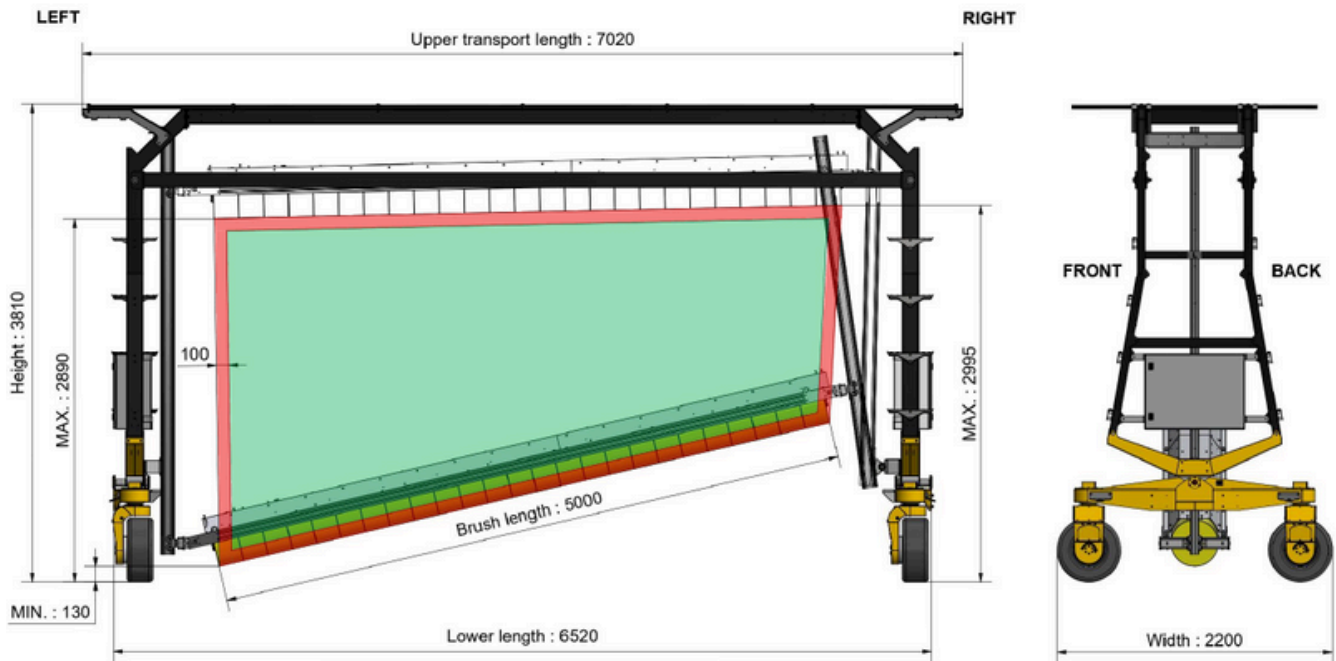 LEFT
RIGHT
Upper transport length : 7020
Height : 3810
MAX. : 2890
100
MAX. : 2995
FRONT
BACK
Brush length : 5000
MIN. : 130
Lower length : 6520
Width : 2200